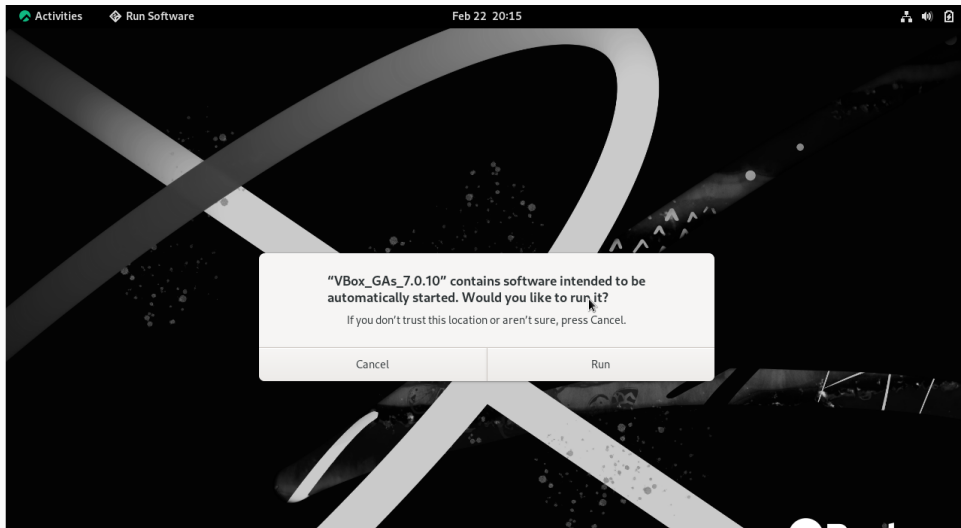 Activities Run Software Feb 22 20:15
“VBox_GAs_7.0.10” contains software intended to be
automatically started. Would you like to run it?
If you don’t trust this location or aren’t sure, press Cancel.
Cancel Run